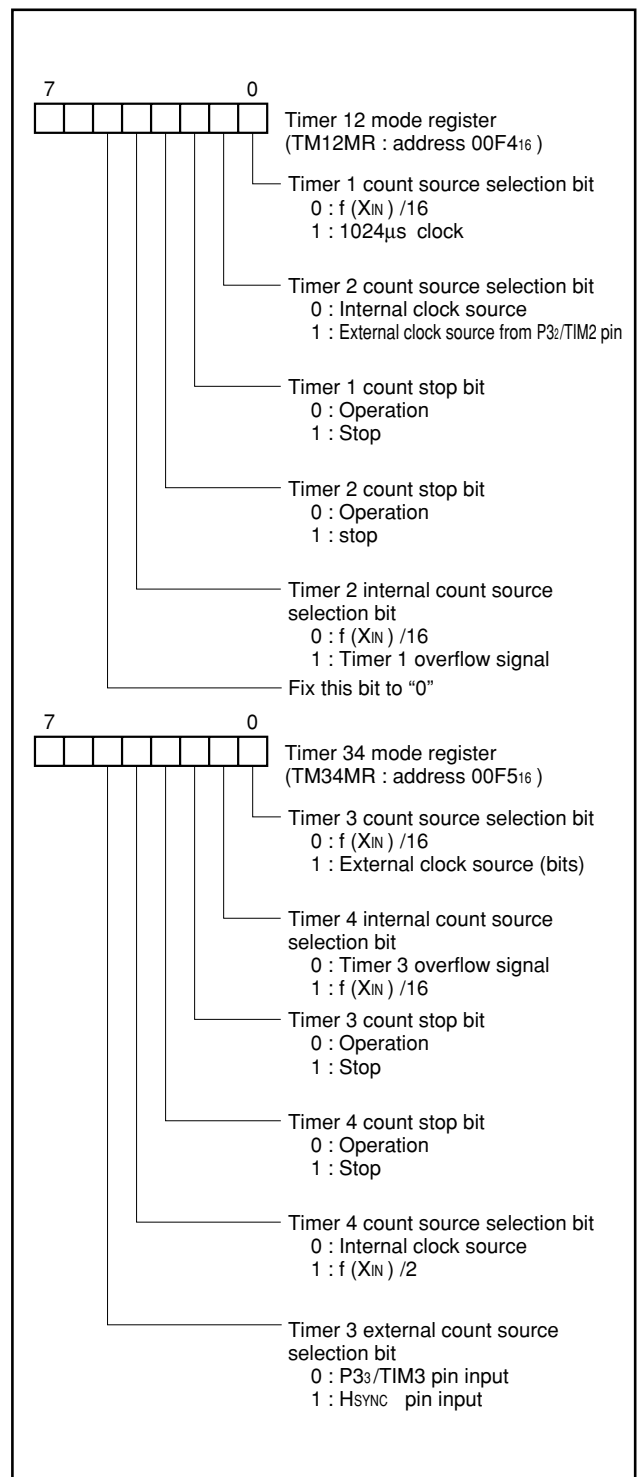 7 0
Timer 12 mode register
(TM12MR : address 00F4₁₆ )
Timer 1 count source selection bit
0 : f (XIN ) /16
1 : 1024μs clock
Timer 2 count source selection bit
0 : Internal clock source
1 : External clock source from P3₂/TIM2 pin
Timer 1 count stop bit
0 : Operation
1 : Stop
Timer 2 count stop bit
0 : Operation
1 : stop
Timer 2 internal count source
selection bit
0 : f (XIN ) /16
1 : Timer 1 overflow signal
Fix this bit to “0”
7 0
Timer 34 mode register
(TM34MR : address 00F5₁₆ )
Timer 3 count source selection bit
0 : f (XIN ) /16
1 : External clock source (bits)
Timer 4 internal count source
selection bit
0 : Timer 3 overflow signal
1 : f (XIN ) /16
Timer 3 count stop bit
0 : Operation
1 : Stop
Timer 4 count stop bit
0 : Operation
1 : Stop
Timer 4 count source selection bit
0 : Internal clock source
1 : f (XIN ) /2
Timer 3 external count source
selection bit
0 : P3₃/TIM3 pin input
1 : HSYNC pin input